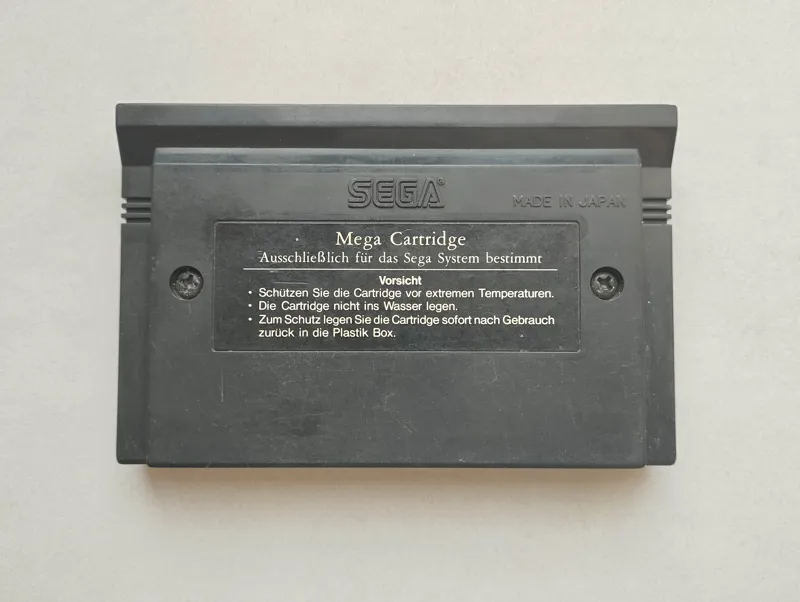 SEGA®
MADE IN JAPAN
Mega Cartridge
Ausschließlich für das Sega System bestimmt
Vorsicht
• Schützen Sie die Cartridge vor extremen Temperaturen.
• Die Cartridge nicht ins Wasser legen.
• Zum Schutz legen Sie die Cartridge sofort nach Gebrauch
zurück in die Plastik Box.